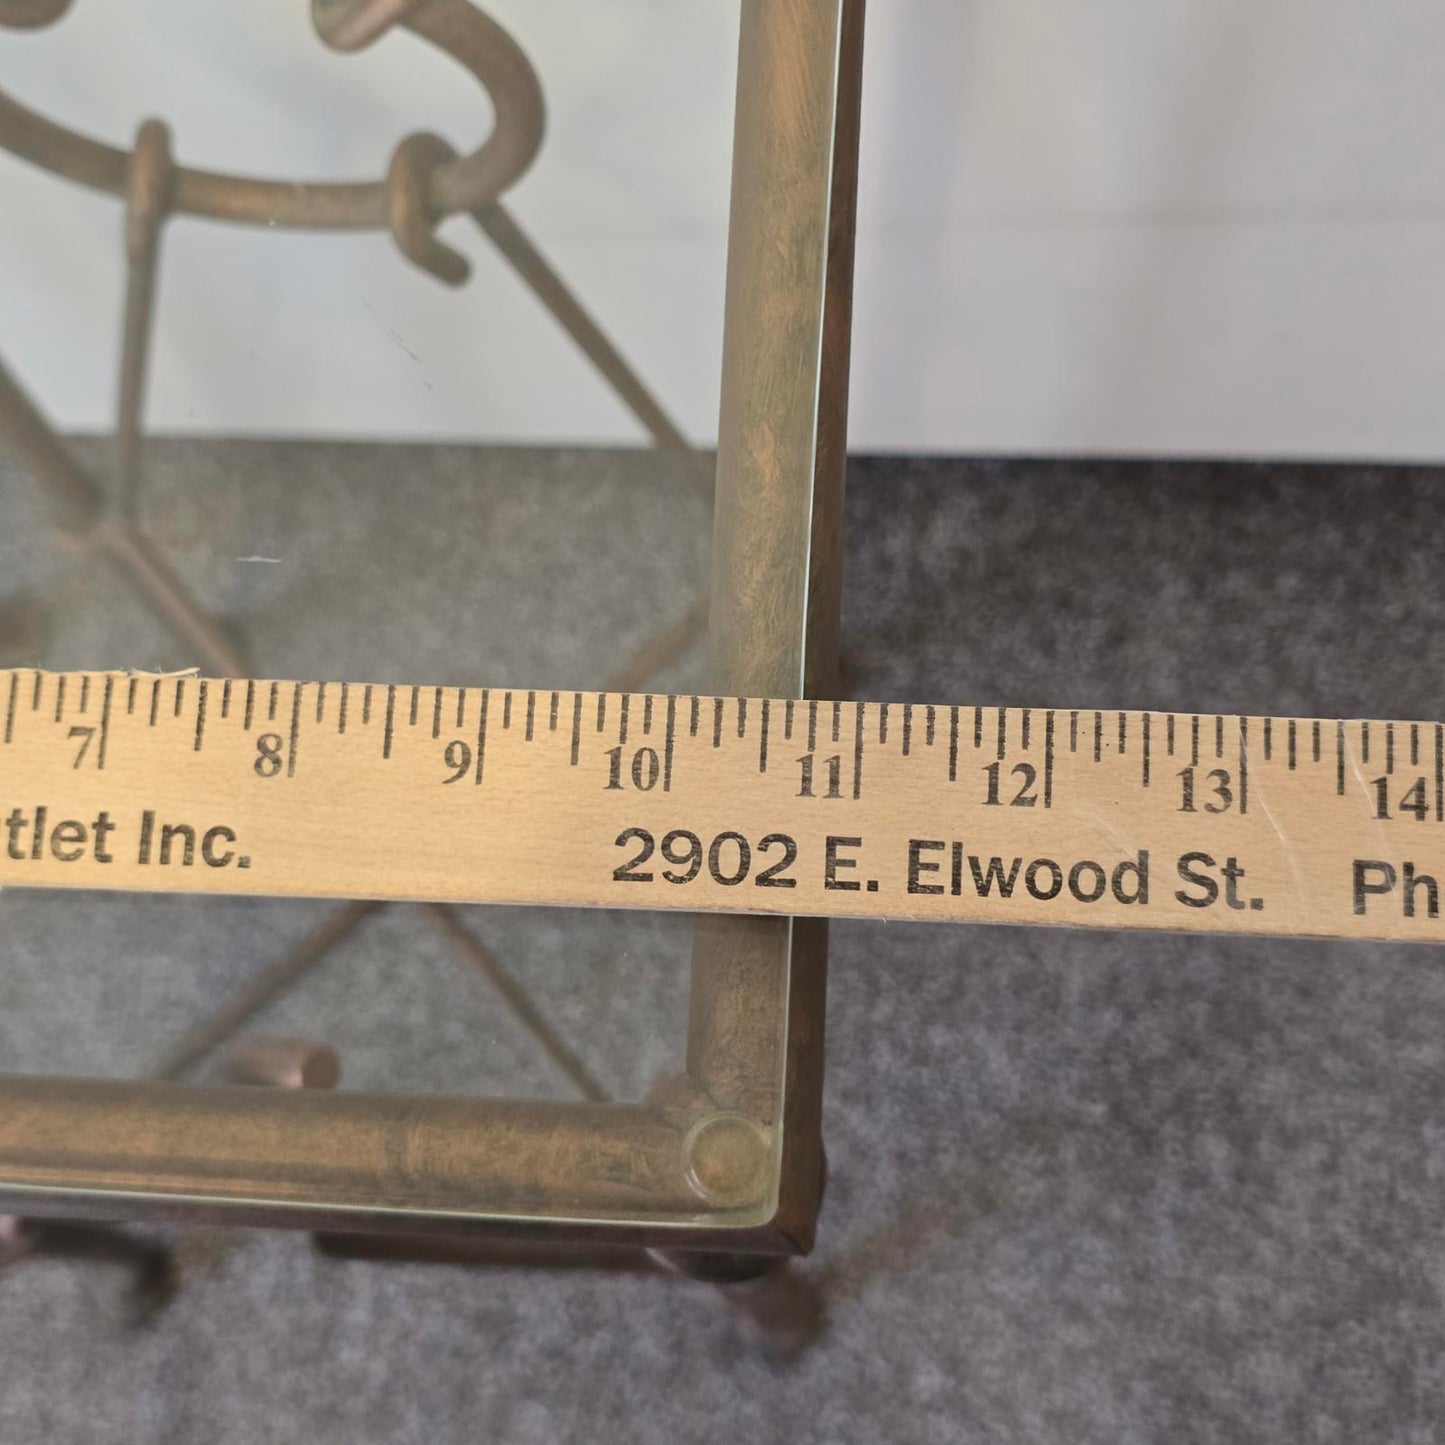 7 8 9 10 11 12 13 14
tlet Inc. 2902 E. Elwood St. Ph